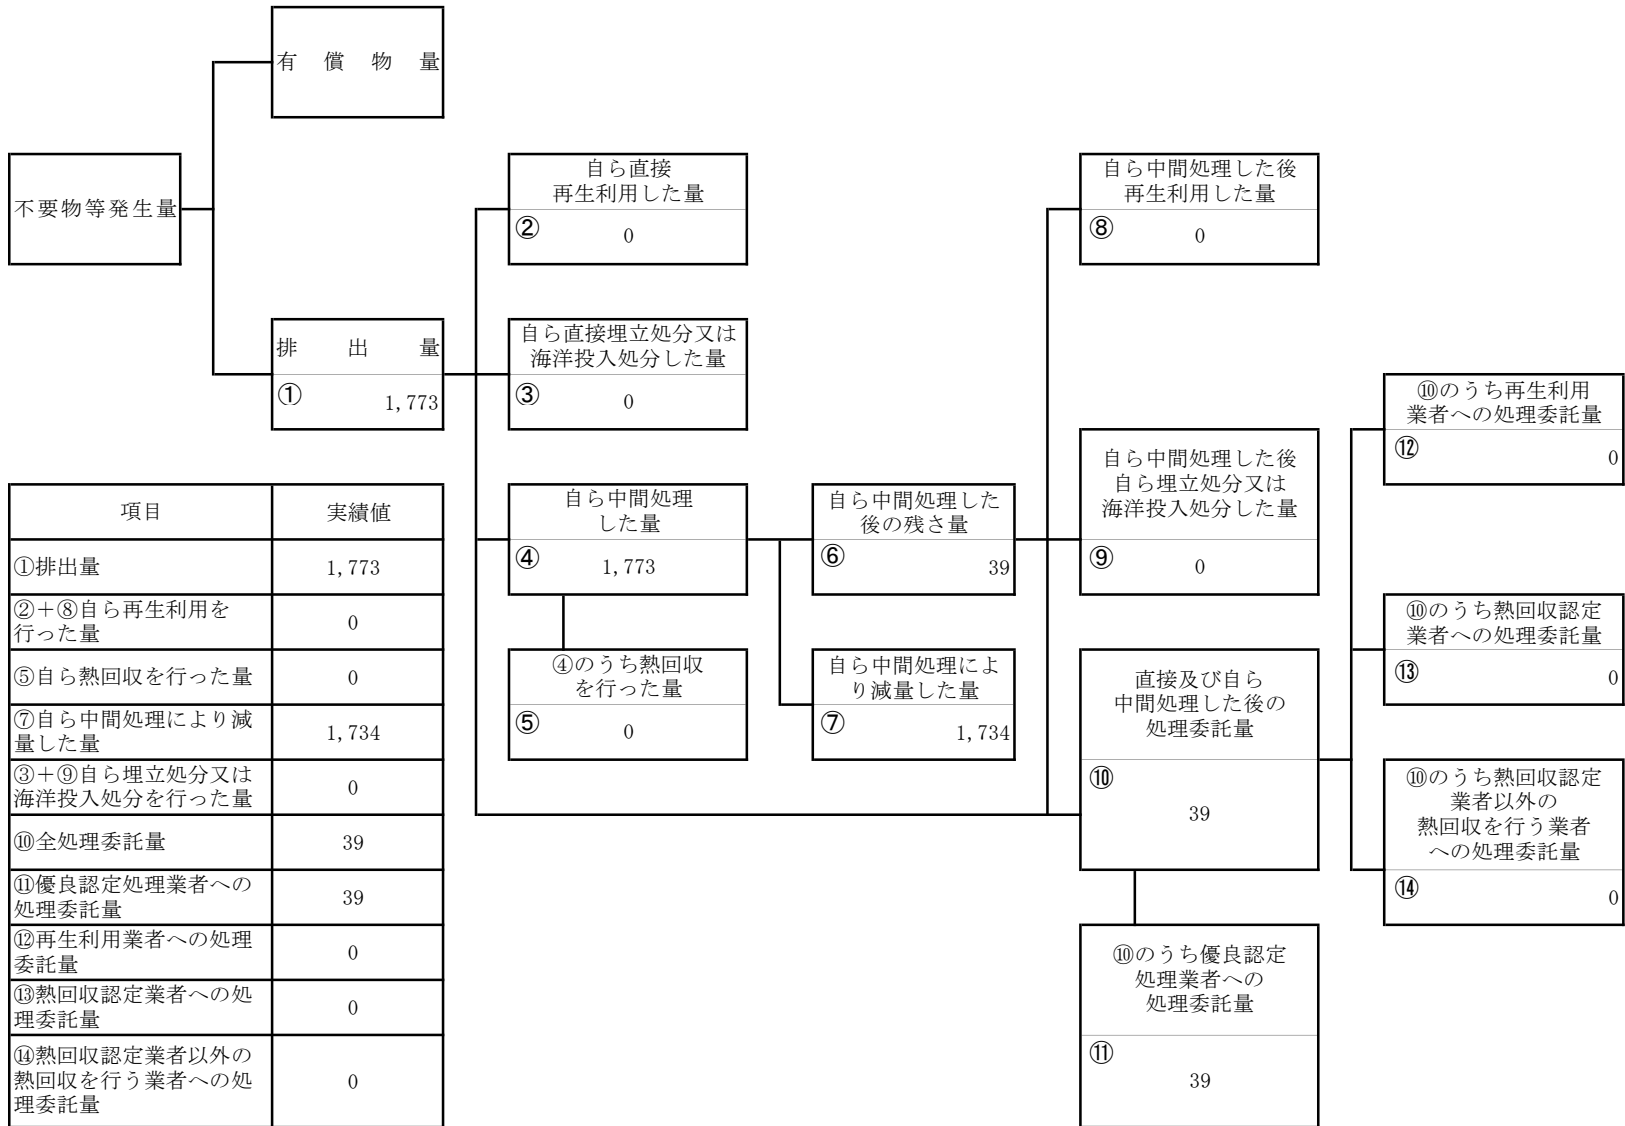 有償物量
不要物等発生量
排出量
① 1,773
自ら直接
再生利用した量
② 0
自ら直接埋立処分又は
海洋投入処分した量
③ 0
自ら中間処理
した量
④ 1,773
④のうち熱回収
を行った量
⑤ 0
自ら中間処理した
後の残さ量
⑥ 39
自ら中間処理によ
り減量した量
⑦ 1,734
自ら中間処理した後
再生利用した量
⑧ 0
自ら中間処理した後
自ら埋立処分又は
海洋投入処分した量
⑨ 0
直接及び自ら
中間処理した後の
処理委託量
⑩
39
⑩のうち優良認定
処理業者への
処理委託量
⑪
39
⑩のうち再生利用
業者への処理委託量
⑫ 0
⑩のうち熱回収認定
業者への処理委託量
⑬ 0
⑩のうち熱回収認定
業者以外の
熱回収を行う業者
への処理委託量
⑭ 0
項目 実績値
①排出量 1,773
②＋⑧自ら再生利用を
行った量 0
⑤自ら熱回収を行った量 0
⑦自ら中間処理により減
量した量 1,734
③＋⑨自ら埋立処分又は
海洋投入処分を行った量 0
⑩全処理委託量 39
⑪優良認定処理業者への
処理委託量 39
⑫再生利用業者への処理
委託量 0
⑬熱回収認定業者への処
理委託量 0
⑭熱回収認定業者以外の
熱回収を行う業者への処
理委託量 0